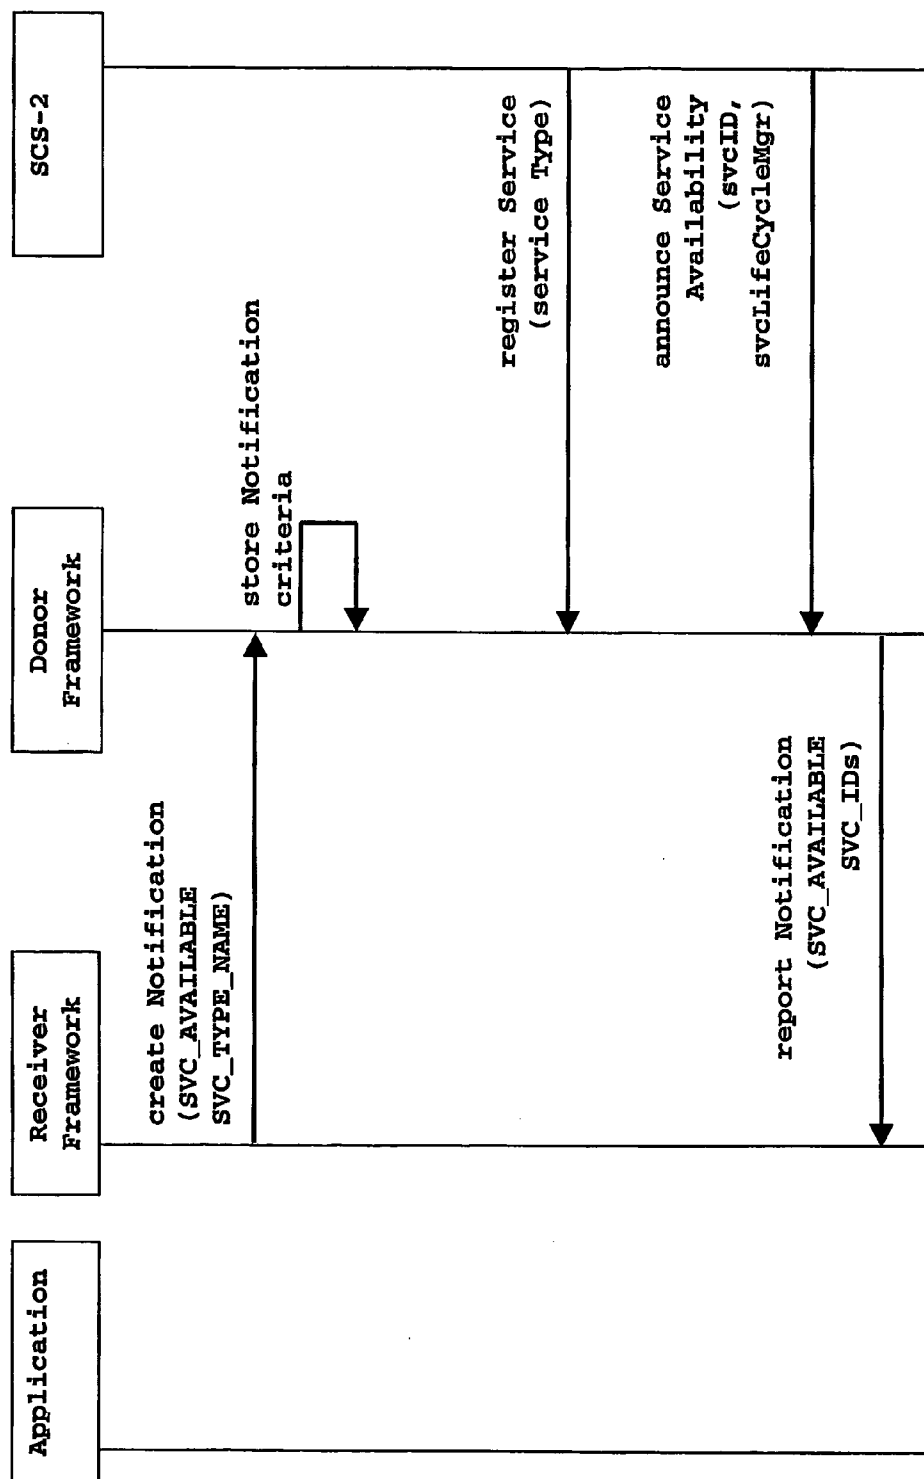 Application
Receiver
Framework
Donor
Framework
SCS-2
create Notification
(SVC_AVAILABLE
SVC_TYPE_NAME)
store Notification
criteria
register Service
(service Type)
announce Service
Availability
(svcID,
svcLifeCycleMgr)
report Notification
(SVC_AVAILABLE
SVC_IDs)